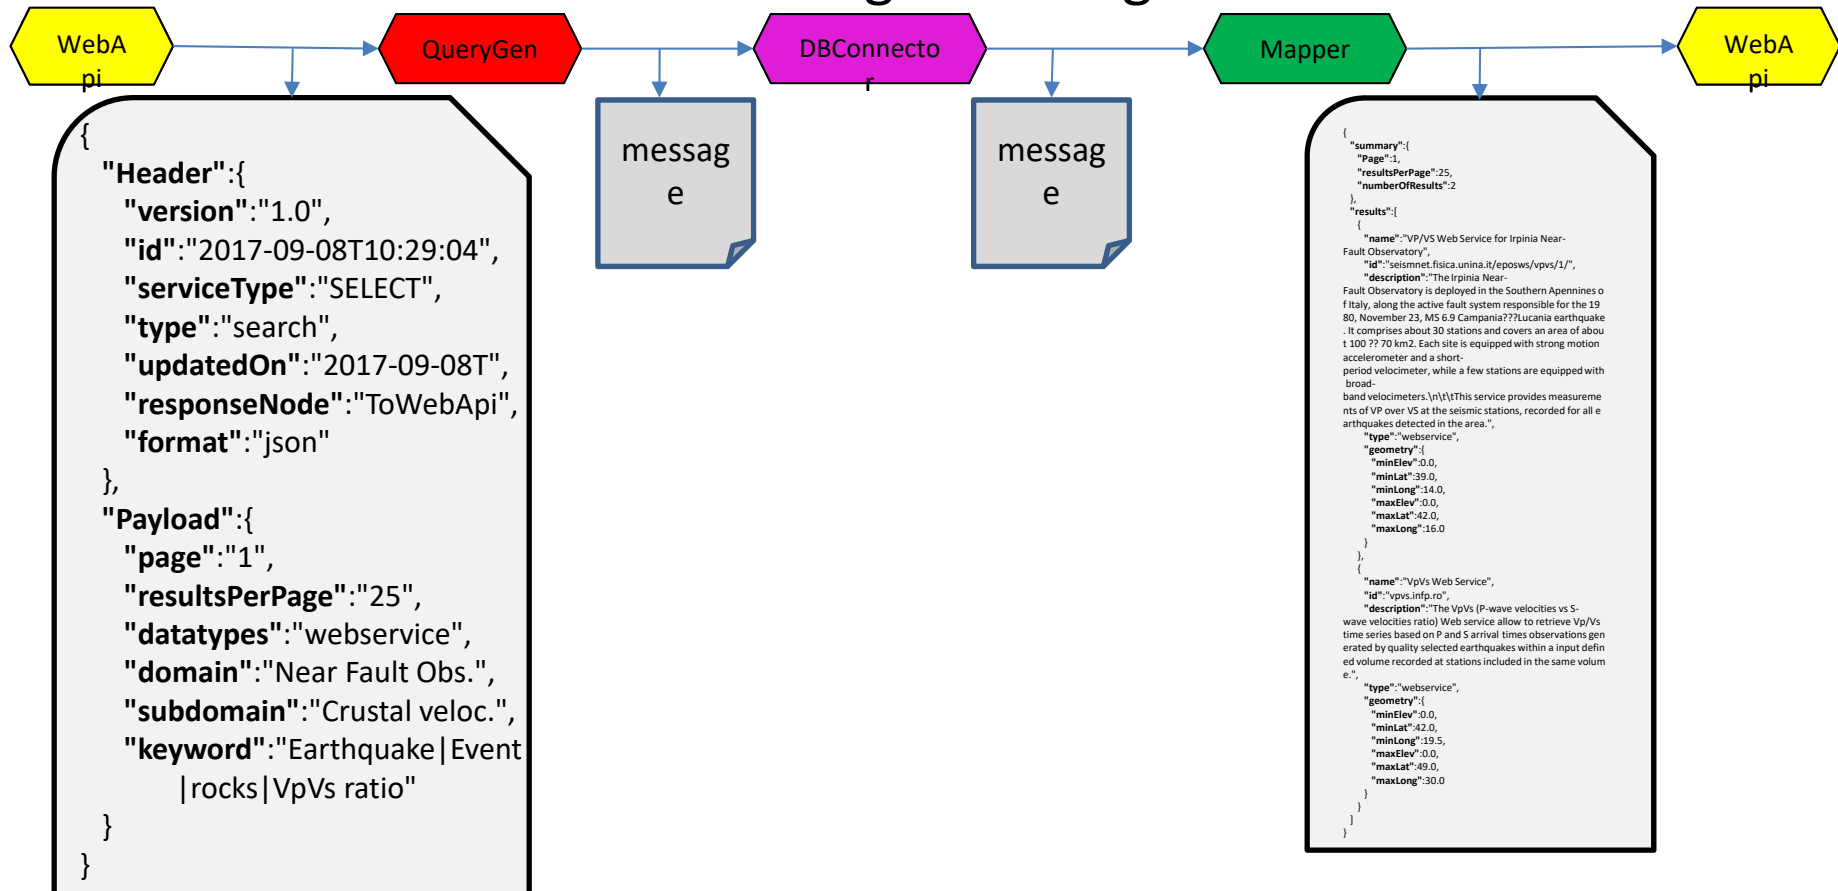 WebA
pi
QueryGen
DBConnecto
r
Mapper
WebA
pi
{
"Header":{
"version":"1.0",
"id":"2017-09-08T10:29:04",
"serviceType":"SELECT",
"type":"search",
"updatedOn":"2017-09-08T",
"responseNode":"ToWebApi",
"format":"json"
},
"Payload":{
"page":"1",
"resultsPerPage":"25",
"datatypes":"webservice",
"domain":"Near Fault Obs.",
"subdomain":"Crustal veloc.",
"keyword":"Earthquake|Event
|rocks|VpVs ratio"
}
}
messag
e
messag
e
{
"summary":{
"Page":1,
"resultsPerPage":25,
"numberOfResults":2
},
"results":[
{
"name":"VP/VS Web Service for Irpinia Near-
Fault Observatory",
"id":"seismnet.fisica.unina.it/eposws/vpvs/1/",
"description":"The Irpinia Near-
Fault Observatory is deployed in the Southern Apennines o
f Italy, along the active fault system responsible for the 19
80, November 23, MS 6.9 Campania???Lucania earthquake
. It comprises about 30 stations and covers an area of abou
t 100 ?? 70 km2. Each site is equipped with strong motion
accelerometer and a short-
period velocimeter, while a few stations are equipped with
broad-
band velocimeters.\n\t\tThis service provides measureme
nts of VP over VS at the seismic stations, recorded for all e
arthquakes detected in the area.",
"type":"webservice",
"geometry":{
"minElev":0.0,
"minLat":39.0,
"minLong":14.0,
"maxElev":0.0,
"maxLat":42.0,
"maxLong":16.0
}
},
{
"name":"VpVs Web Service",
"id":"vpvs.infp.ro",
"description":"The VpVs (P-wave velocities vs S-
wave velocities ratio) Web service allow to retrieve Vp/Vs
time series based on P and S arrival times observations gen
erated by quality selected earthquakes within a input defin
ed volume recorded at stations included in the same volum
e.",
"type":"webservice",
"geometry":{
"minElev":0.0,
"minLat":42.0,
"minLong":19.5,
"maxElev":0.0,
"maxLat":49.0,
"maxLong":30.0
}
}
]
}